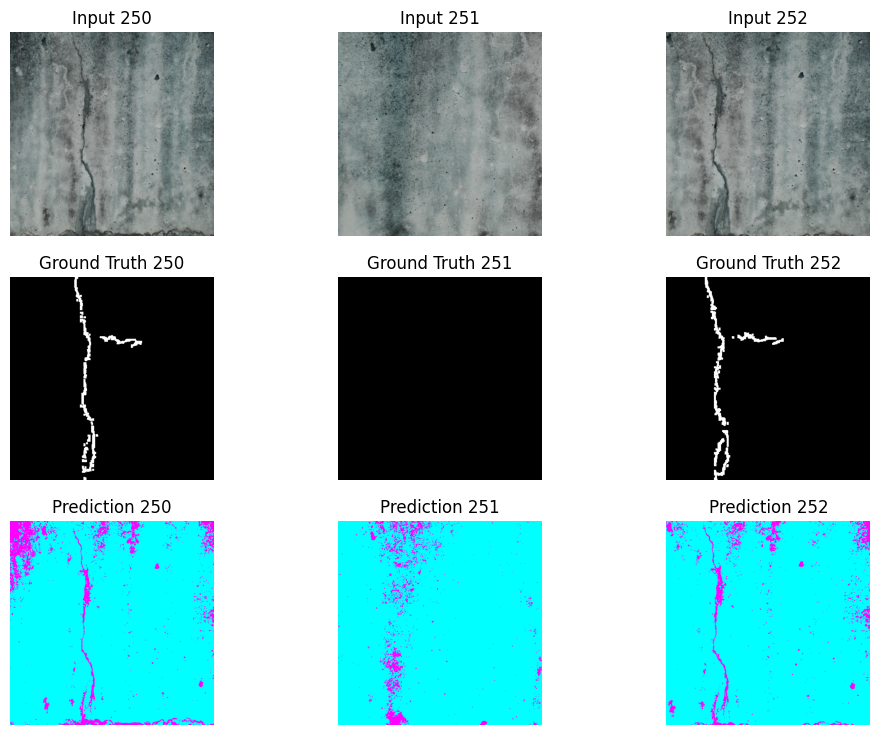 Input 250
Input 251
Input 252
Ground Truth 250
Ground Truth 251
Ground Truth 252
Prediction 250
Prediction 251
Prediction 252